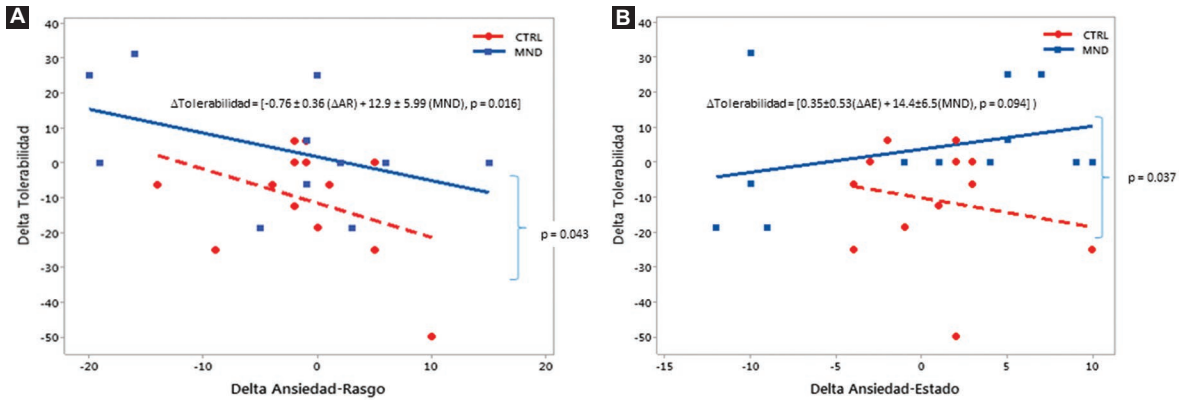 A
40
30
20
10
0
-10
-20
-30
-40
-50
-20
-10
0
10
20
Delta Tolerabilidad
Delta Ansiedad-Rasgo
CTRL
MND
ΔTolerabilidad = [-0.76 ± 0.36 (ΔAR) + 12.9 ± 5.99 (MND), p = 0.016]
p = 0.043
B
40
30
20
10
0
-10
-20
-30
-40
-50
-15
-10
-5
0
5
10
Delta Tolerabilidad
Delta Ansiedad-Estado
CTRL
MND
ΔTolerabilidad = [0.35±0.53(ΔAE) + 14.4±6.5(MND), p = 0.094] )
p = 0.037